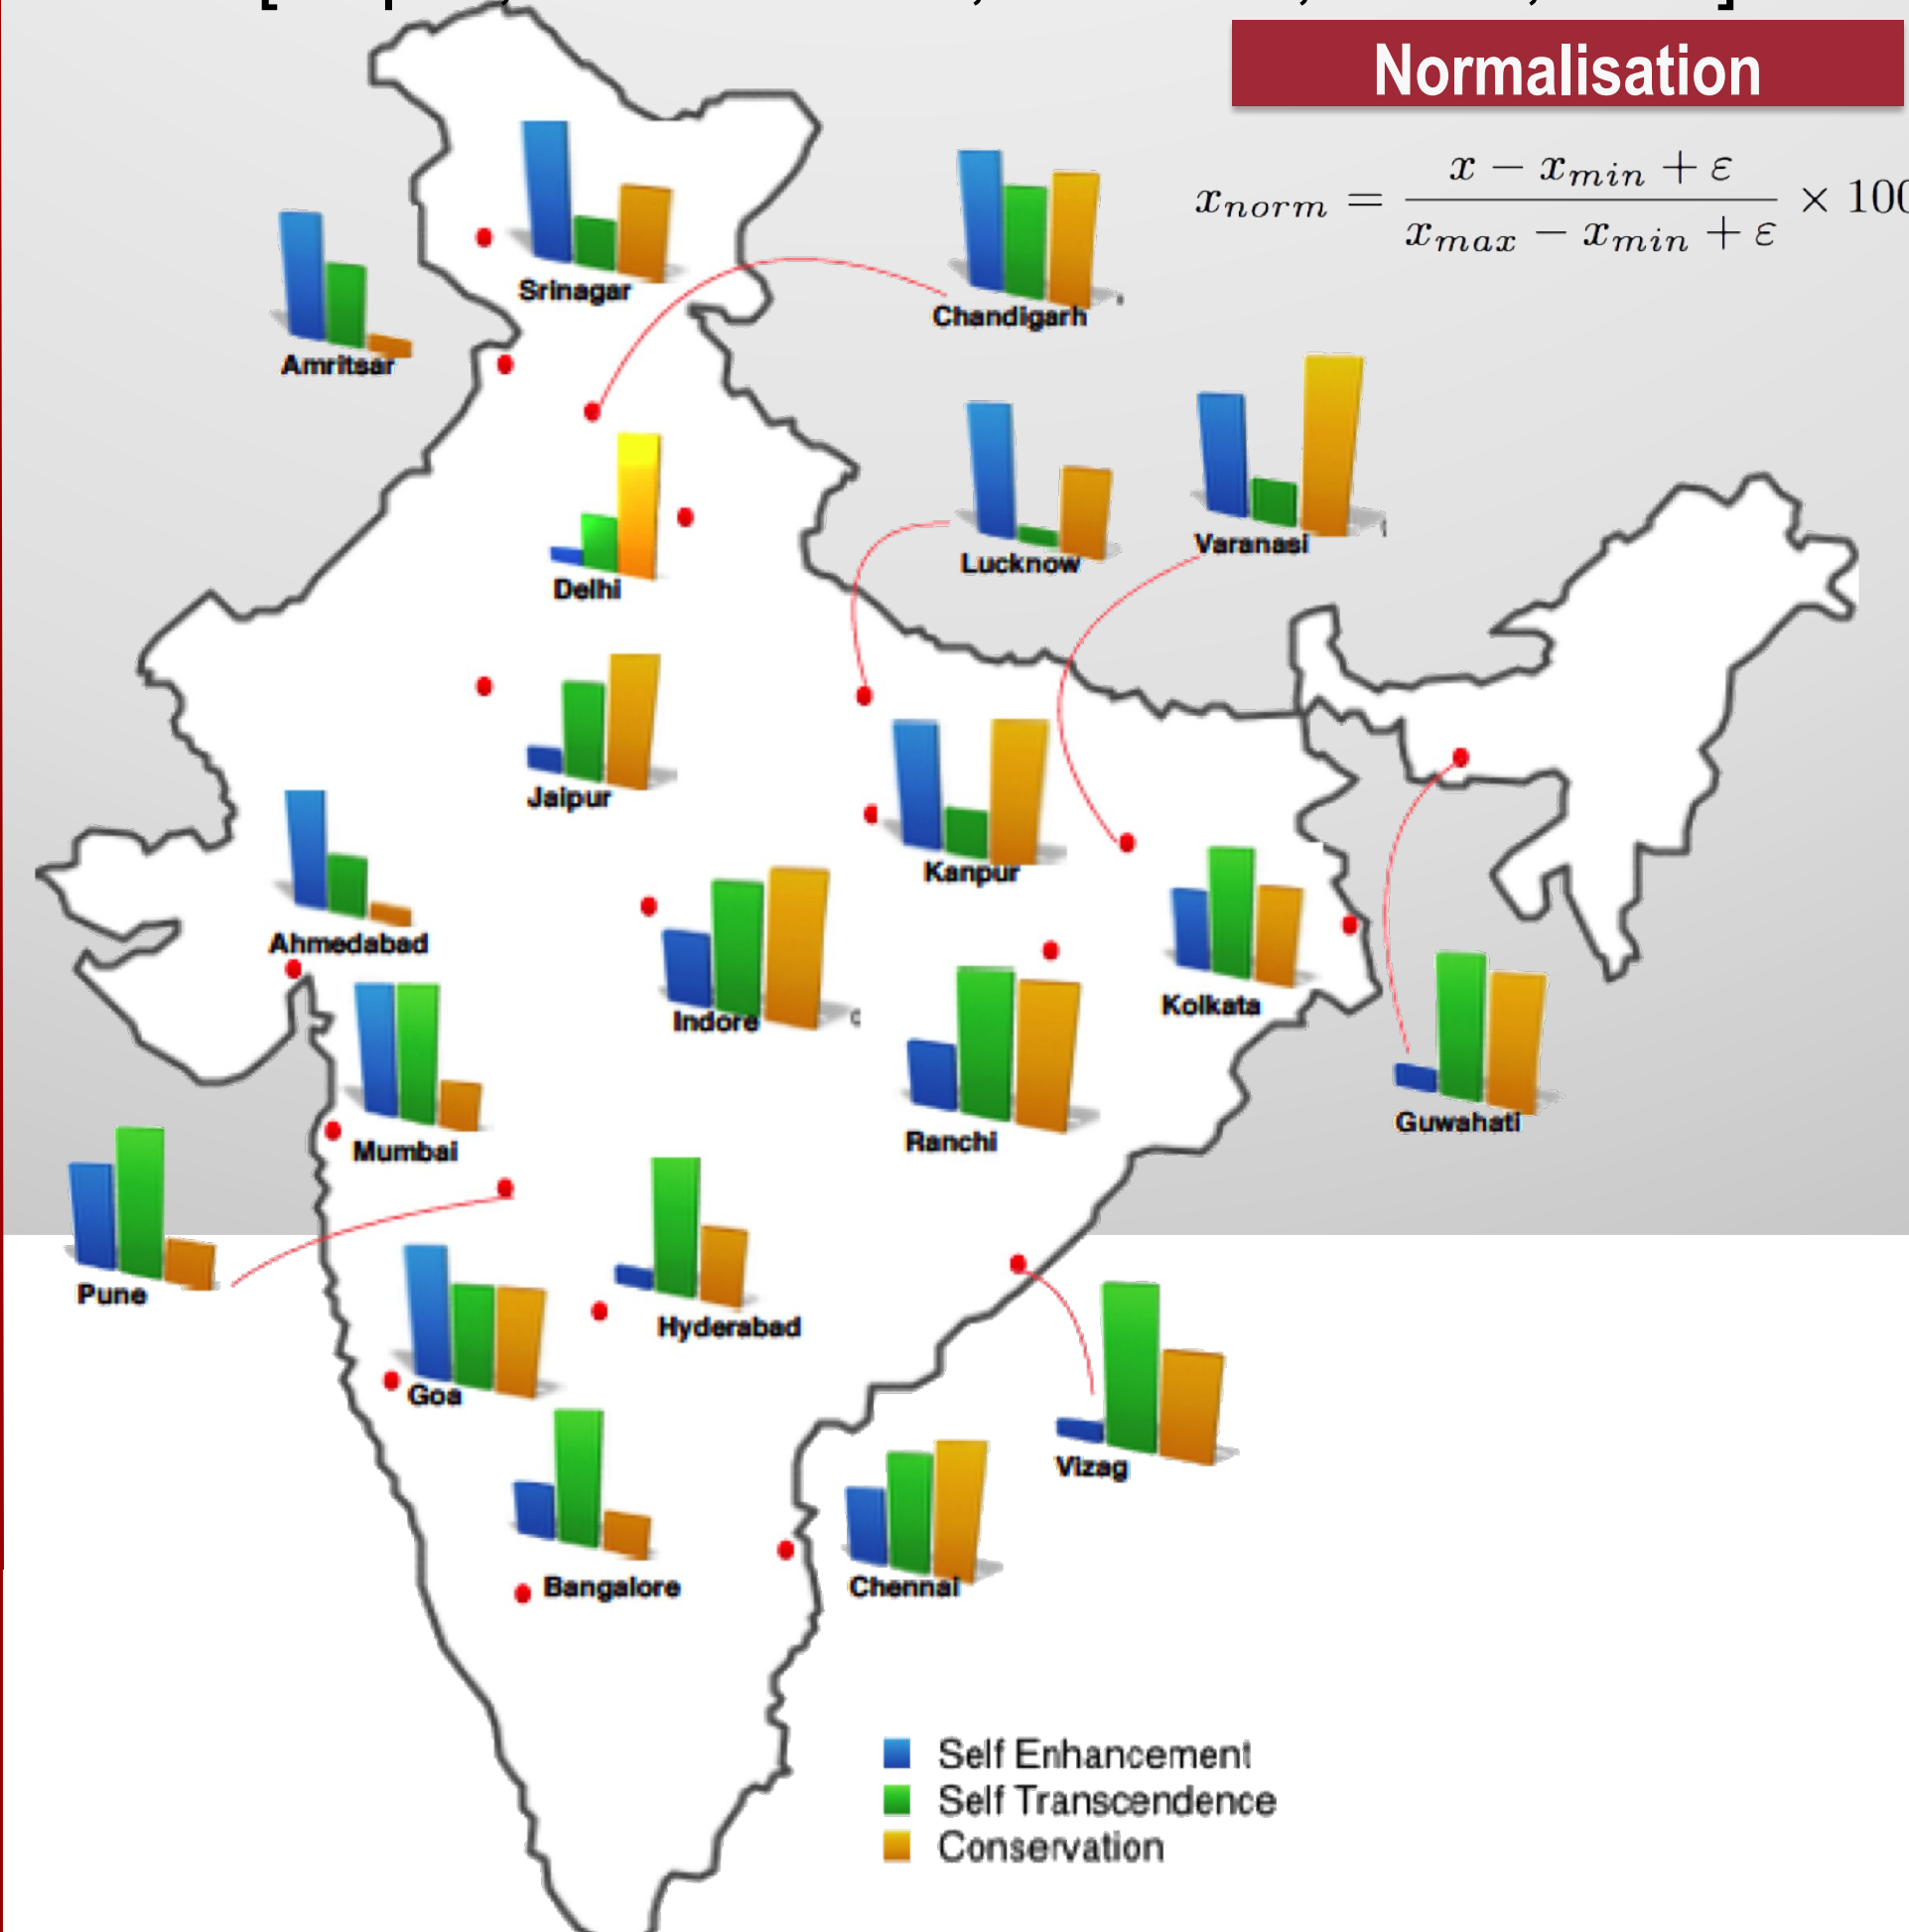 Normalisation
x_norm = (x − x_min + ε) / (x_max − x_min + ε) × 100
Srinagar
Chandigarh
Amritsar
Varanasi
Lucknow
Delhi
Jaipur
Kanpur
Ahmedabad
Kolkata
Indore
Guwahati
Ranchi
Mumbai
Pune
Hyderabad
Goa
Vizag
Bangalore
Chennai
Self Enhancement
Self Transcendence
Conservation